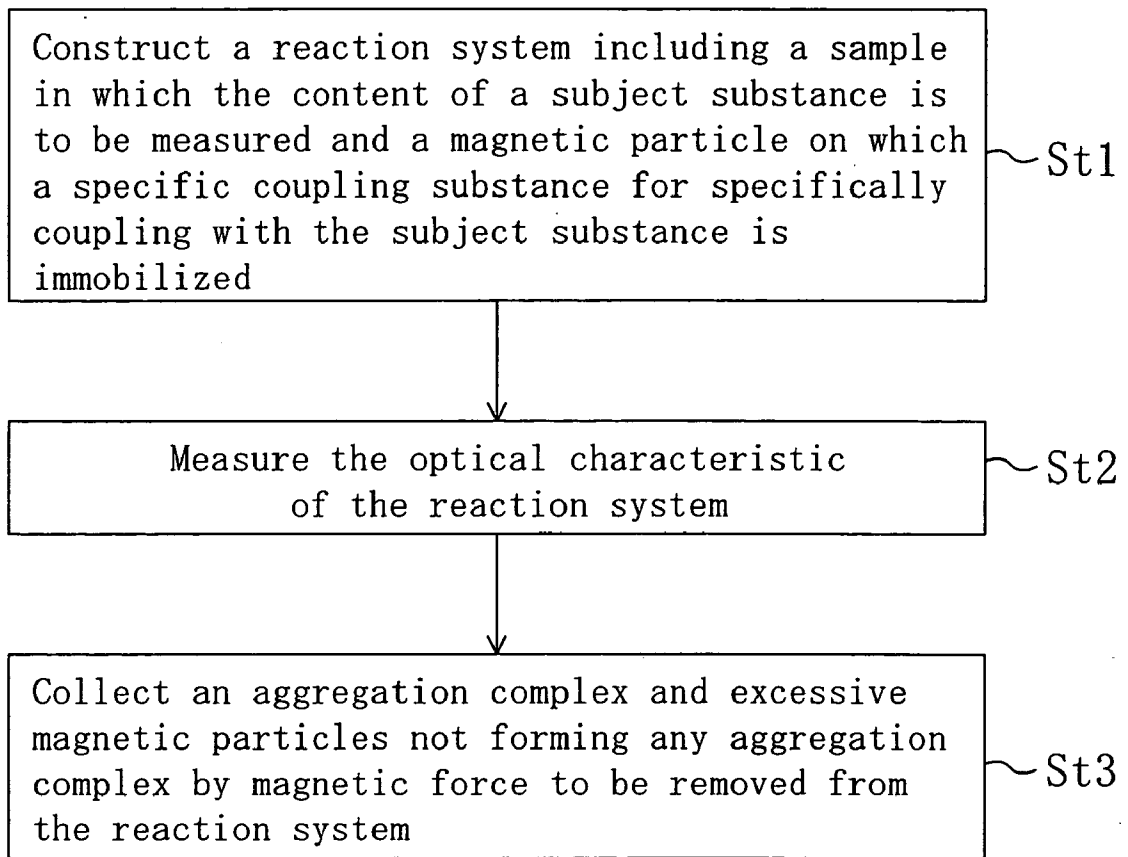 Construct a reaction system including a sample
in which the content of a subject substance is
to be measured and a magnetic particle on which
a specific coupling substance for specifically
coupling with the subject substance is
immobilized
St1
Measure the optical characteristic
of the reaction system
St2
Collect an aggregation complex and excessive
magnetic particles not forming any aggregation
complex by magnetic force to be removed from
the reaction system
St3